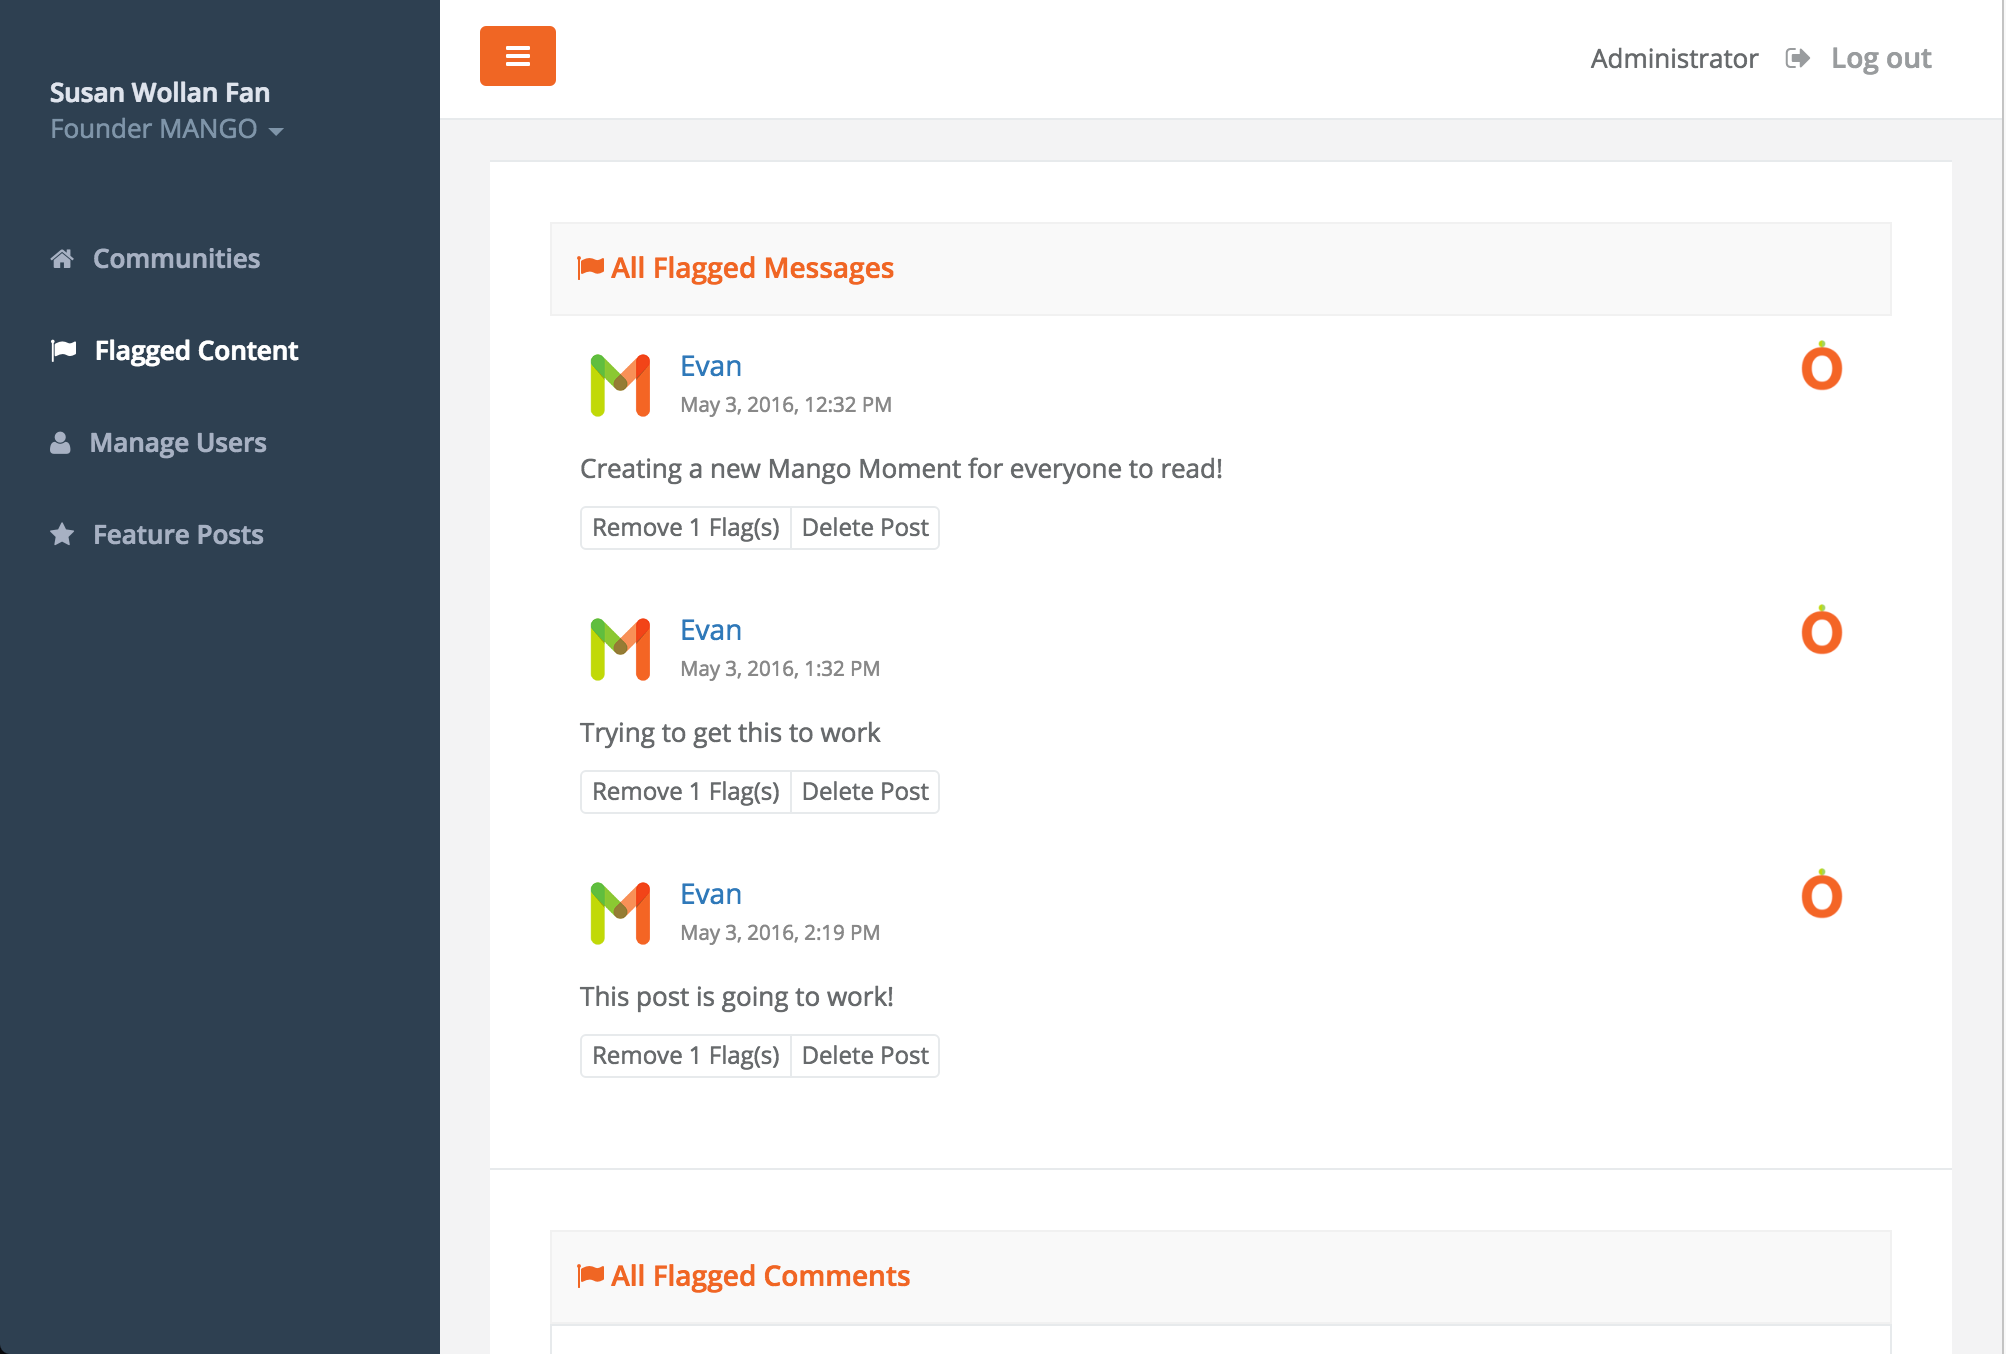 Susan Wollan Fan
Founder MANGO
Communities
Flagged Content
Manage Users
Feature Posts
Administrator Log out
All Flagged Messages
Evan
May 3, 2016, 12:32 PM
Creating a new Mango Moment for everyone to read!
Remove 1 Flag(s) Delete Post
Evan
May 3, 2016, 1:32 PM
Trying to get this to work
Remove 1 Flag(s) Delete Post
Evan
May 3, 2016, 2:19 PM
This post is going to work!
Remove 1 Flag(s) Delete Post
All Flagged Comments